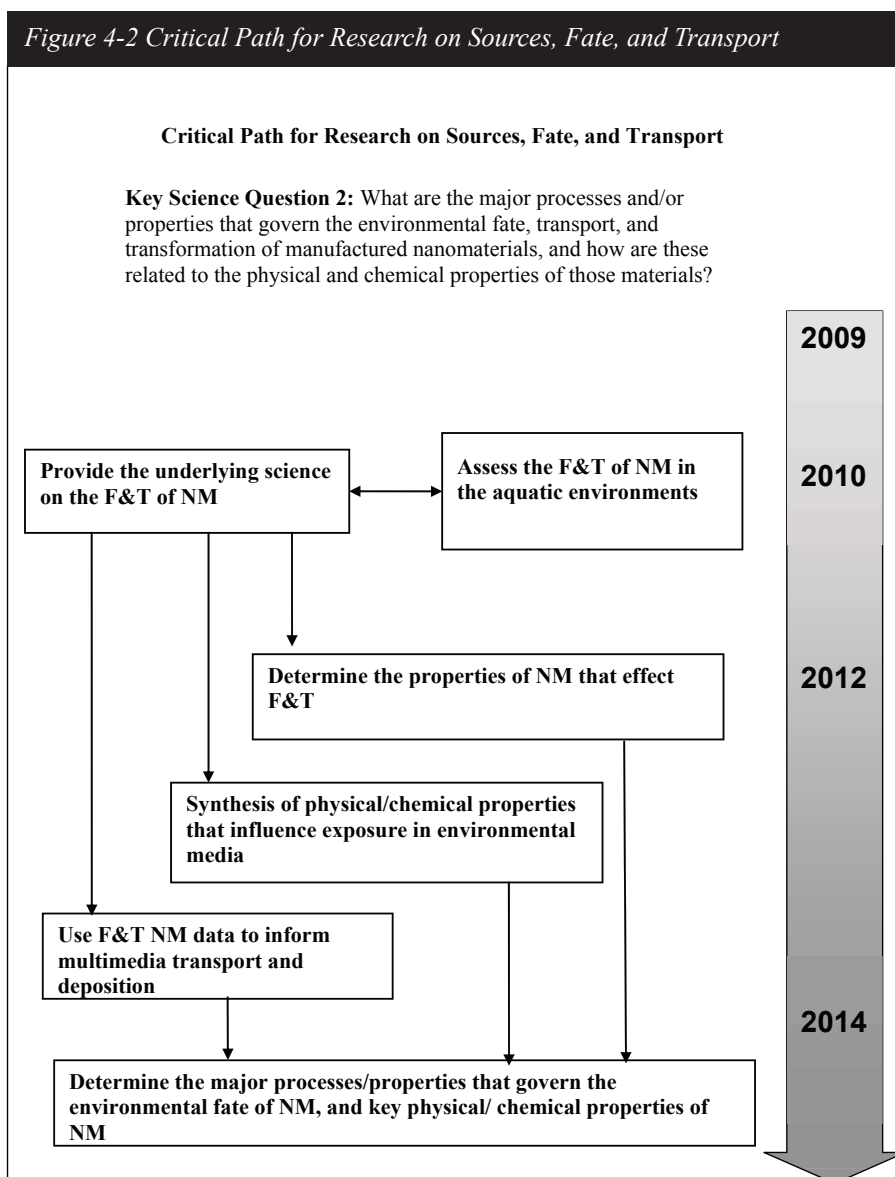 Figure 4-2 Critical Path for Research on Sources, Fate, and Transport
Critical Path for Research on Sources, Fate, and Transport
Key Science Question 2: What are the major processes and/or
properties that govern the environmental fate, transport, and
transformation of manufactured nanomaterials, and how are these
related to the physical and chemical properties of those materials?
2009
Provide the underlying science
on the F&T of NM
Assess the F&T of NM in
the aquatic environments
2010
Determine the properties of NM that effect
F&T
2012
Synthesis of physical/chemical properties
that influence exposure in environmental
media
Use F&T NM data to inform
multimedia transport and
deposition
2014
Determine the major processes/properties that govern the
environmental fate of NM, and key physical/ chemical properties of
NM